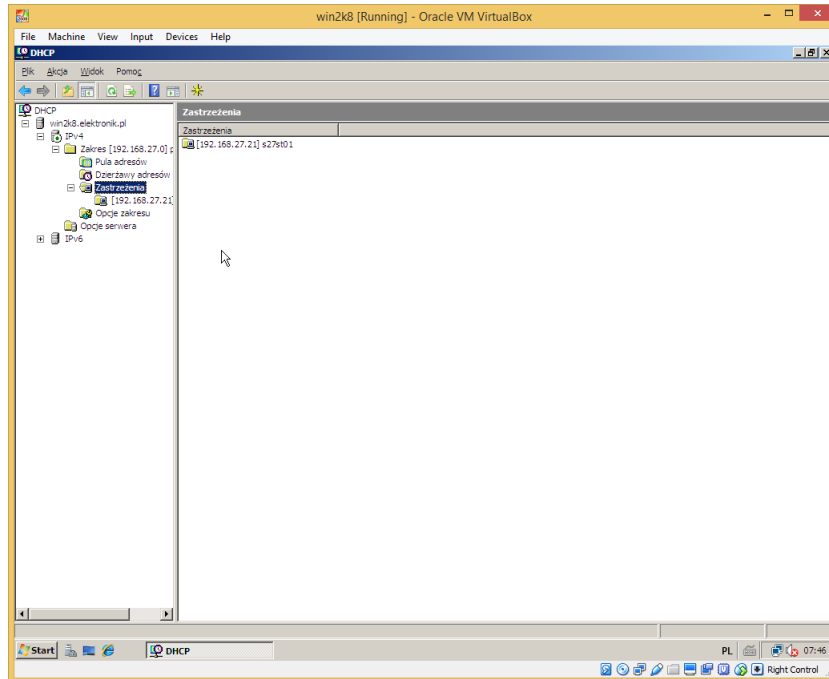 win2k8 [Running] - Oracle VM VirtualBox
File Machine View Input Devices Help
DHCP
Plik Akcja Widok Pomoc
DHCP
win2k8.elektronik.pl
IPv4
Zakres [192.168.27.0] p
Pula adresów
Dzierżawy adresów
Zastrzeżenia
[192.168.27.21]
Opcje zakresu
Opcje serwera
IPv6
Zastrzeżenia
Zastrzeżenia
[192.168.27.21] s27st01
Start
DHCP
PL
07:46
Right Control